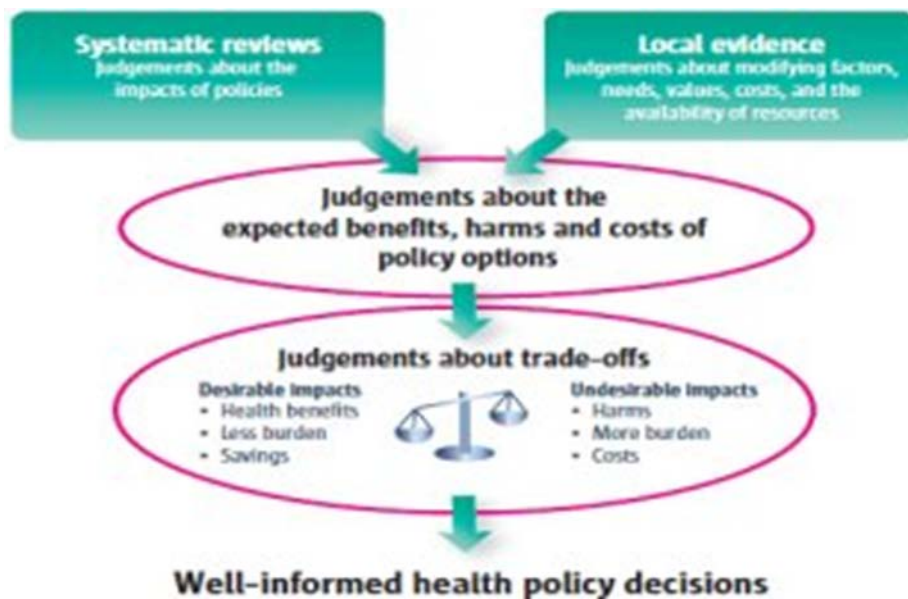 Systematic reviews
Judgements about the
impacts of policies
Local evidence
Judgements about modifying factors,
needs, values, costs, and the
availability of resources
Judgements about the
expected benefits, harms and costs of
policy options
Judgements about trade-offs
Desirable impacts
• Health benefits
• Less burden
• Savings
Undesirable impacts
• Harms
• More burden
• Costs
Well-informed health policy decisions